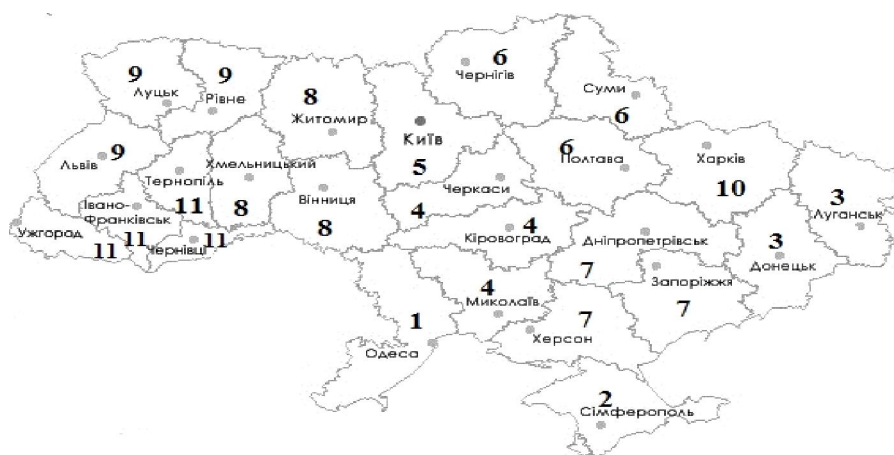 6
Чернігів
9
Луцьк
9
Рівне
8
Житомир
Київ
5
Суми
6
9
Львів
Тернопіль
11
Хмельницький
8
Вінниця
8
Черкаси
4
6
Полтава
Харків
10
3
Луганськ
Івано-
Франківськ
11
Ужгород
11
Чернівці
11
4
Кіровоград
Дніпропетрівськ
7
3
Донецьк
Запоріжжя
7
4
Миколаїв
1
Одеса
7
Херсон
2
Сімферополь